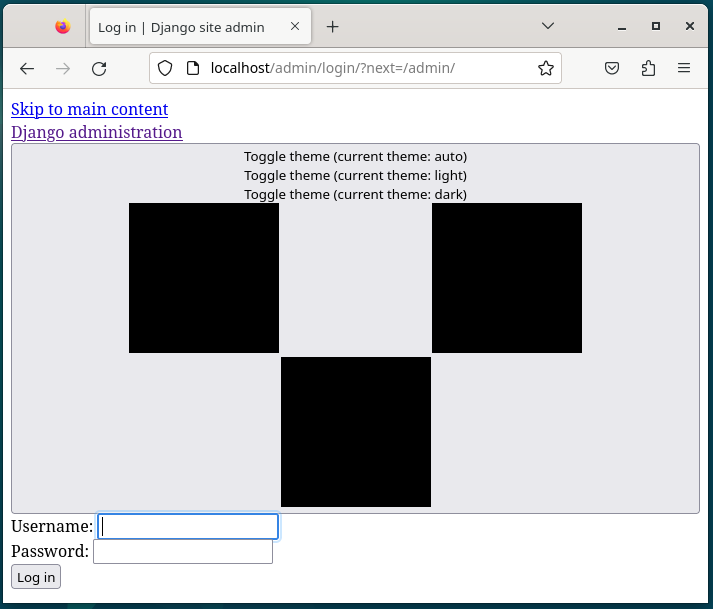 Log in | Django site admin
localhost/admin/login/?next=/admin/
Skip to main content
Django administration
Toggle theme (current theme: auto)
Toggle theme (current theme: light)
Toggle theme (current theme: dark)
Username:
Password:
Log in